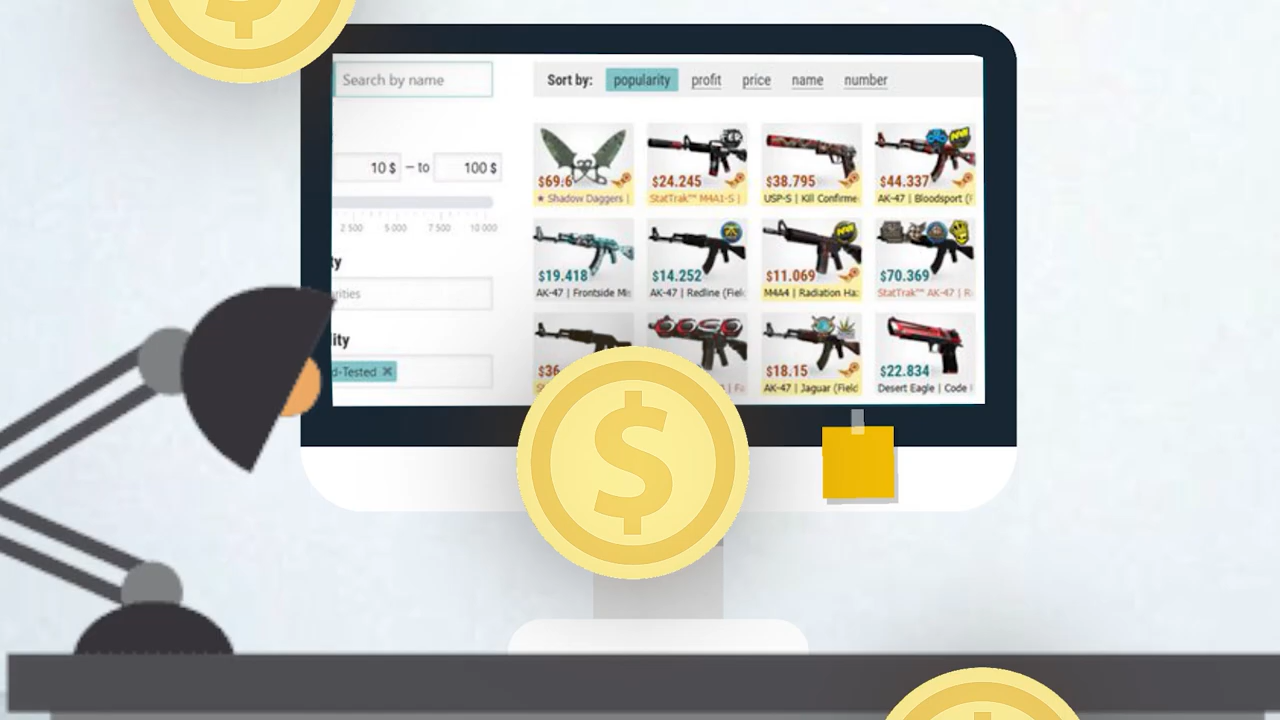 Search by name
Sort by: popularity profit price name number
10 $ – to 100 $
2 500 5 000 7 500 10 000
$69.6 $24.245 $38.795 $44.337
★ Shadow Daggers | StatTrak™ M4A1-S | USP-S | Kill Confirme AK-47 | Bloodsport (
ty
rities
$19.418 $14.252 $11.069 $70.369
AK-47 | Frontside Mi AK-47 | Redline (Fiel M4A4 | Radiation Ha StatTrak™ AK-47 | R
lity
d-Tested ✕
$36 $18.15 $22.834
AK-47 | Jaguar (Field Desert Eagle | Code
$